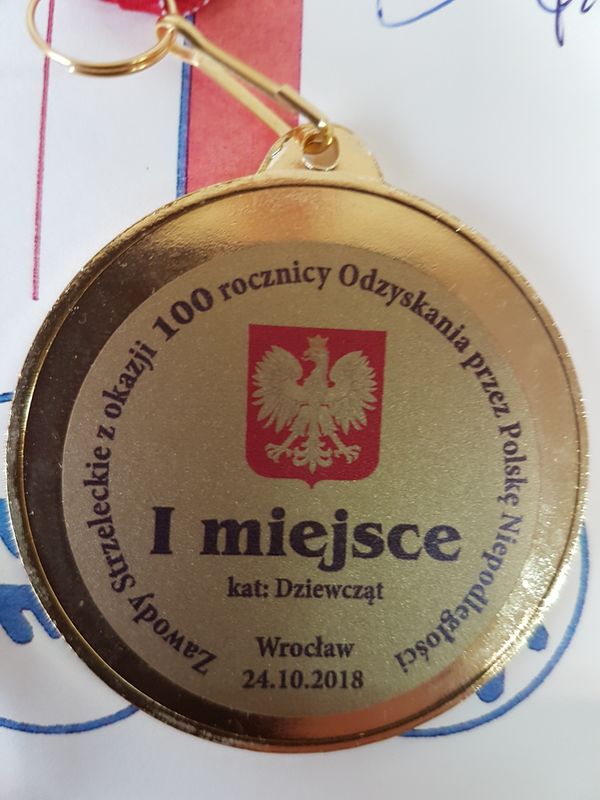 Zawody Strzeleckie z okazji 100 rocznicy Odzyskania przez Polskę Niepodległości
I miejsce
kat: Dziewcząt
Wrocław
24.10.2018